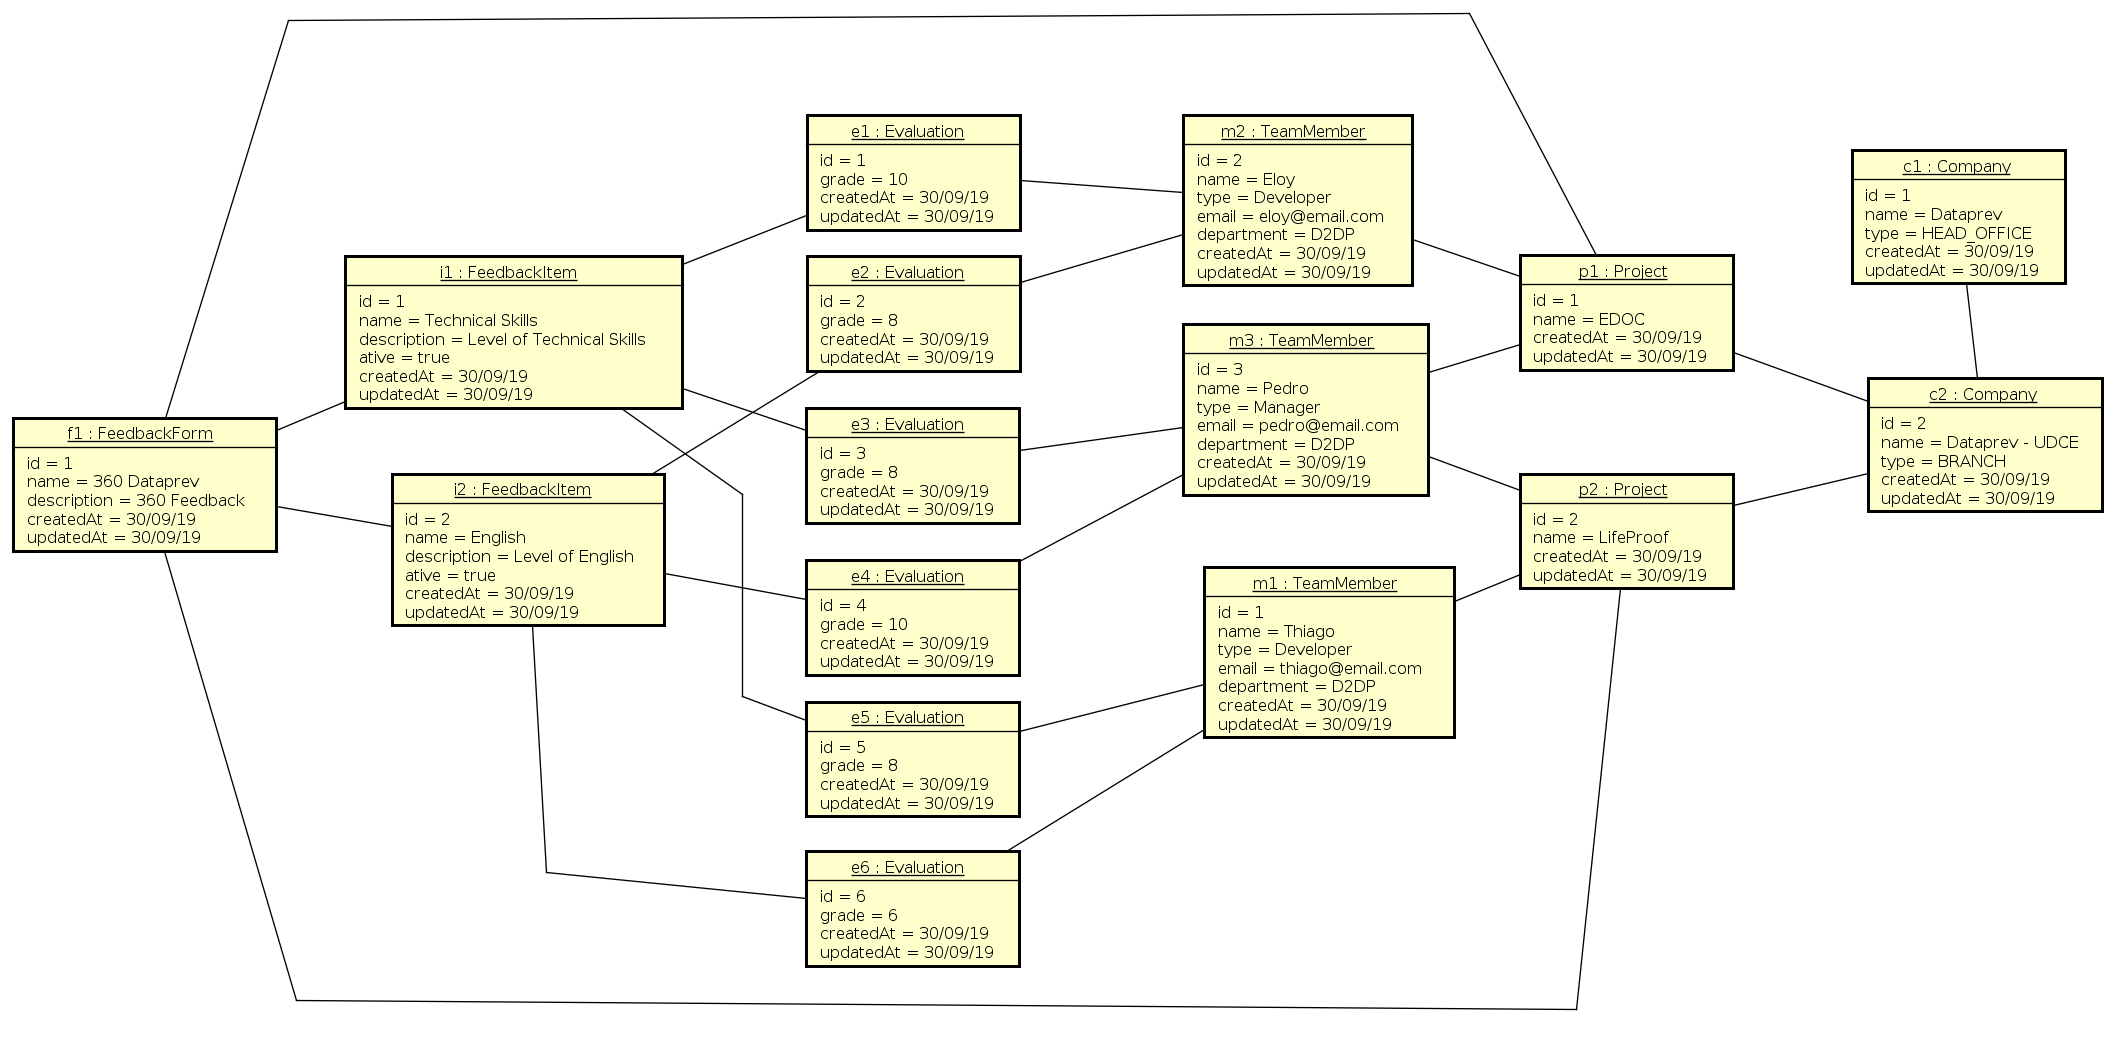 f1 : FeedbackForm
id = 1
name = 360 Dataprev
description = 360 Feedback
createdAt = 30/09/19
updatedAt = 30/09/19
i1 : FeedbackItem
id = 1
name = Technical Skills
description = Level of Technical Skills
ative = true
createdAt = 30/09/19
updatedAt = 30/09/19
i2 : FeedbackItem
id = 2
name = English
description = Level of English
ative = true
createdAt = 30/09/19
updatedAt = 30/09/19
e1 : Evaluation
id = 1
grade = 10
createdAt = 30/09/19
updatedAt = 30/09/19
e2 : Evaluation
id = 2
grade = 8
createdAt = 30/09/19
updatedAt = 30/09/19
e3 : Evaluation
id = 3
grade = 8
createdAt = 30/09/19
updatedAt = 30/09/19
e4 : Evaluation
id = 4
grade = 10
createdAt = 30/09/19
updatedAt = 30/09/19
e5 : Evaluation
id = 5
grade = 8
createdAt = 30/09/19
updatedAt = 30/09/19
e6 : Evaluation
id = 6
grade = 6
createdAt = 30/09/19
updatedAt = 30/09/19
m2 : TeamMember
id = 2
name = Eloy
type = Developer
email = eloy@email.com
department = D2DP
createdAt = 30/09/19
updatedAt = 30/09/19
m3 : TeamMember
id = 3
name = Pedro
type = Manager
email = pedro@email.com
department = D2DP
createdAt = 30/09/19
updatedAt = 30/09/19
m1 : TeamMember
id = 1
name = Thiago
type = Developer
email = thiago@email.com
department = D2DP
createdAt = 30/09/19
updatedAt = 30/09/19
p1 : Project
id = 1
name = EDOC
createdAt = 30/09/19
updatedAt = 30/09/19
p2 : Project
id = 2
name = LifeProof
createdAt = 30/09/19
updatedAt = 30/09/19
c1 : Company
id = 1
name = Dataprev
type = HEAD_OFFICE
createdAt = 30/09/19
updatedAt = 30/09/19
c2 : Company
id = 2
name = Dataprev - UDCE
type = BRANCH
createdAt = 30/09/19
updatedAt = 30/09/19